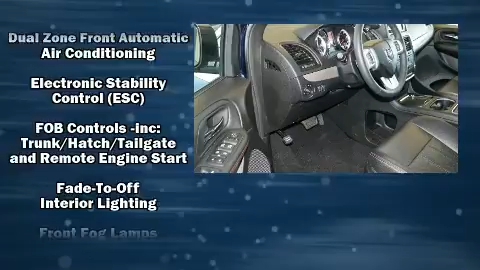 Dual Zone Front Automatic
Air Conditioning
Electronic Stability
Control (ESC)
FOB Controls -inc:
Trunk/Hatch/Tailgate
and Remote Engine Start
Fade-To-Off
Interior Lighting
Front Fog Lamps